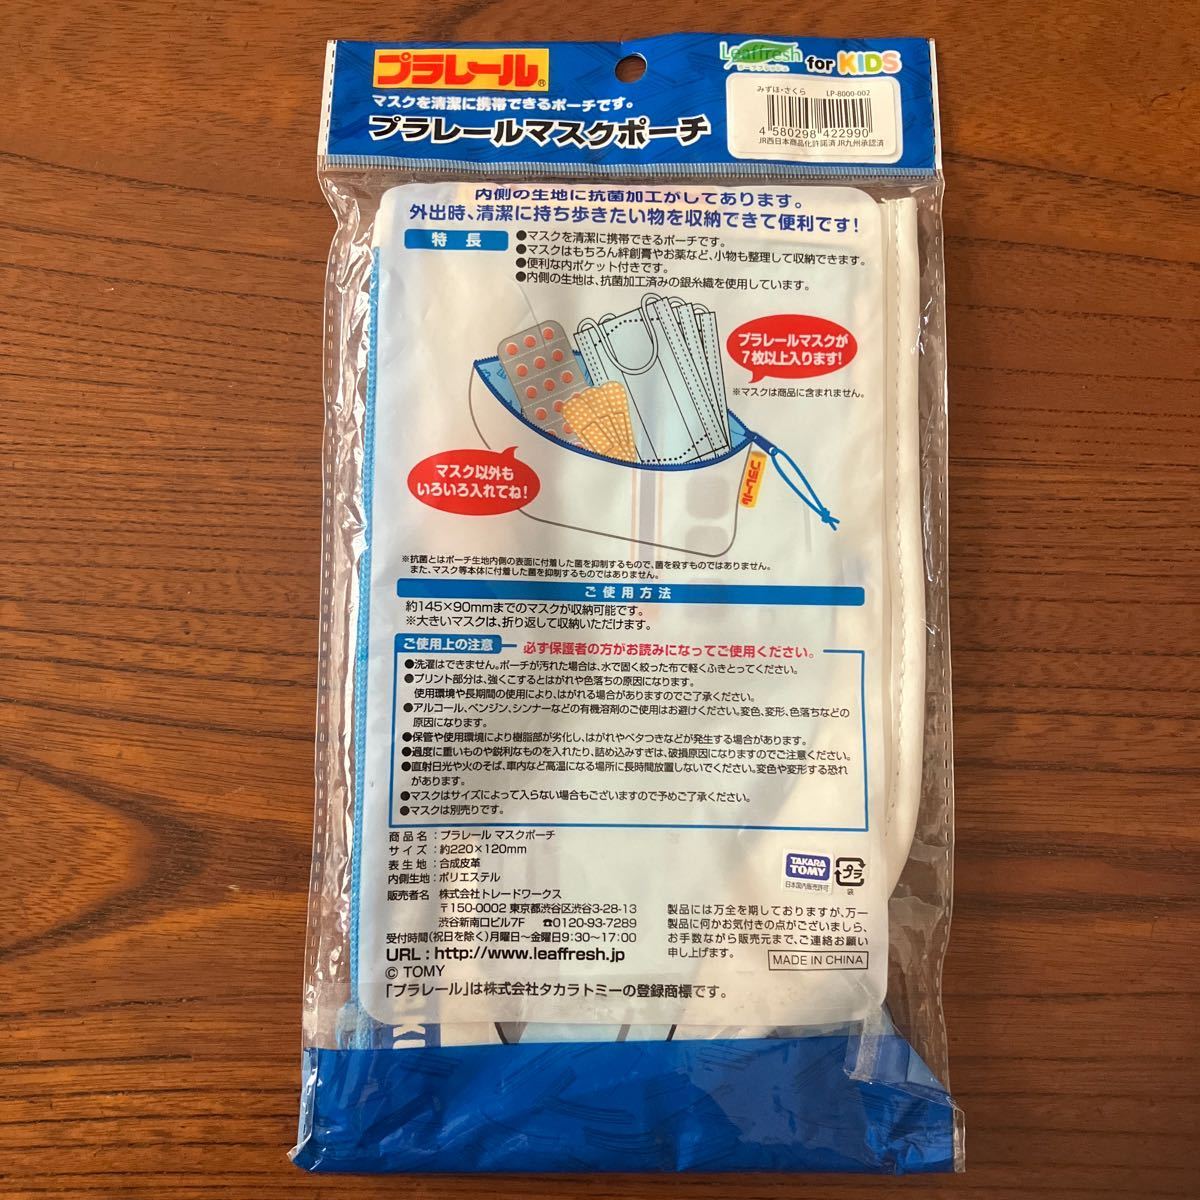 プラレール®
Leaffresh for KIDS
リーフフレッシュ
マスクを清潔に携帯できるポーチです。
プラレールマスクポーチ
みずほ・さくら LP-8000-002
4 580298 422990
JR西日本商品化許諾済 JR九州承認済
内側の生地に抗菌加工がしてあります。
外出時、清潔に持ち歩きたい物を収納できて便利です!
特長
●マスクを清潔に携帯できるポーチです。
●マスクはもちろん絆創膏やお薬など、小物も整理して収納できます。
●便利な内ポケット付きです。
●内側の生地は、抗菌加工済みの銀糸織を使用しています。
プラレールマスクが
7枚以上入ります!
※マスクは商品に含まれません。
マスク以外も
いろいろ入れてね!
プラレール
※抗菌とはポーチ生地内側の表面に付着した菌を抑制するもので、菌を殺すものではありません。
また、マスク等本体に付着した菌を抑制するものではありません。
ご使用方法
約145×90mmまでのマスクが収納可能です。
※大きいマスクは、折り返して収納いただけます。
ご使用上の注意 必ず保護者の方がお読みになってご使用ください。
●洗濯はできません。ポーチが汚れた場合は、水で固く絞った布で軽くふきとってください。
●プリント部分は、強くこするとはがれや色落ちの原因になります。
使用環境や長期間の使用により、はがれる場合がありますのでご了承ください。
●アルコール、ベンジン、シンナーなどの有機溶剤のご使用はお避けください。変色、変形、色落ちなどの
原因になります。
●保管や使用環境により樹脂部が劣化し、はがれやベタつきなどが発生する場合があります。
●過度に重いものや鋭利なものを入れたり、詰め込みすぎは、破損原因になりますのでご注意ください。
●直射日光や火のそば、車内など高温になる場所に長時間放置しないでください。変色や変形する恐れ
があります。
●マスクはサイズによって入らない場合もございますので予めご了承ください。
●マスクは別売りです。
商品名:プラレール マスクポーチ
サイズ:約220×120mm
表生地:合成皮革
内側生地:ポリエステル
販売者名 株式会社トレードワークス
〒150-0002 東京都渋谷区渋谷3-28-13
渋谷新南口ビル7F ☎0120-93-7289
受付時間(祝日を除く)月曜日〜金曜日9:30〜17:00
URL：http://www.leaffresh.jp
© TOMY
「プラレール」は株式会社タカラトミーの登録商標です。
TAKARA
TOMY
日本国内販売許可
プラ
袋
製品には万全を期しておりますが、万一
製品に何かお気付きの点がございましたら、
お手数ながら販売元まで、ご連絡お願い
申し上げます。
MADE IN CHINA